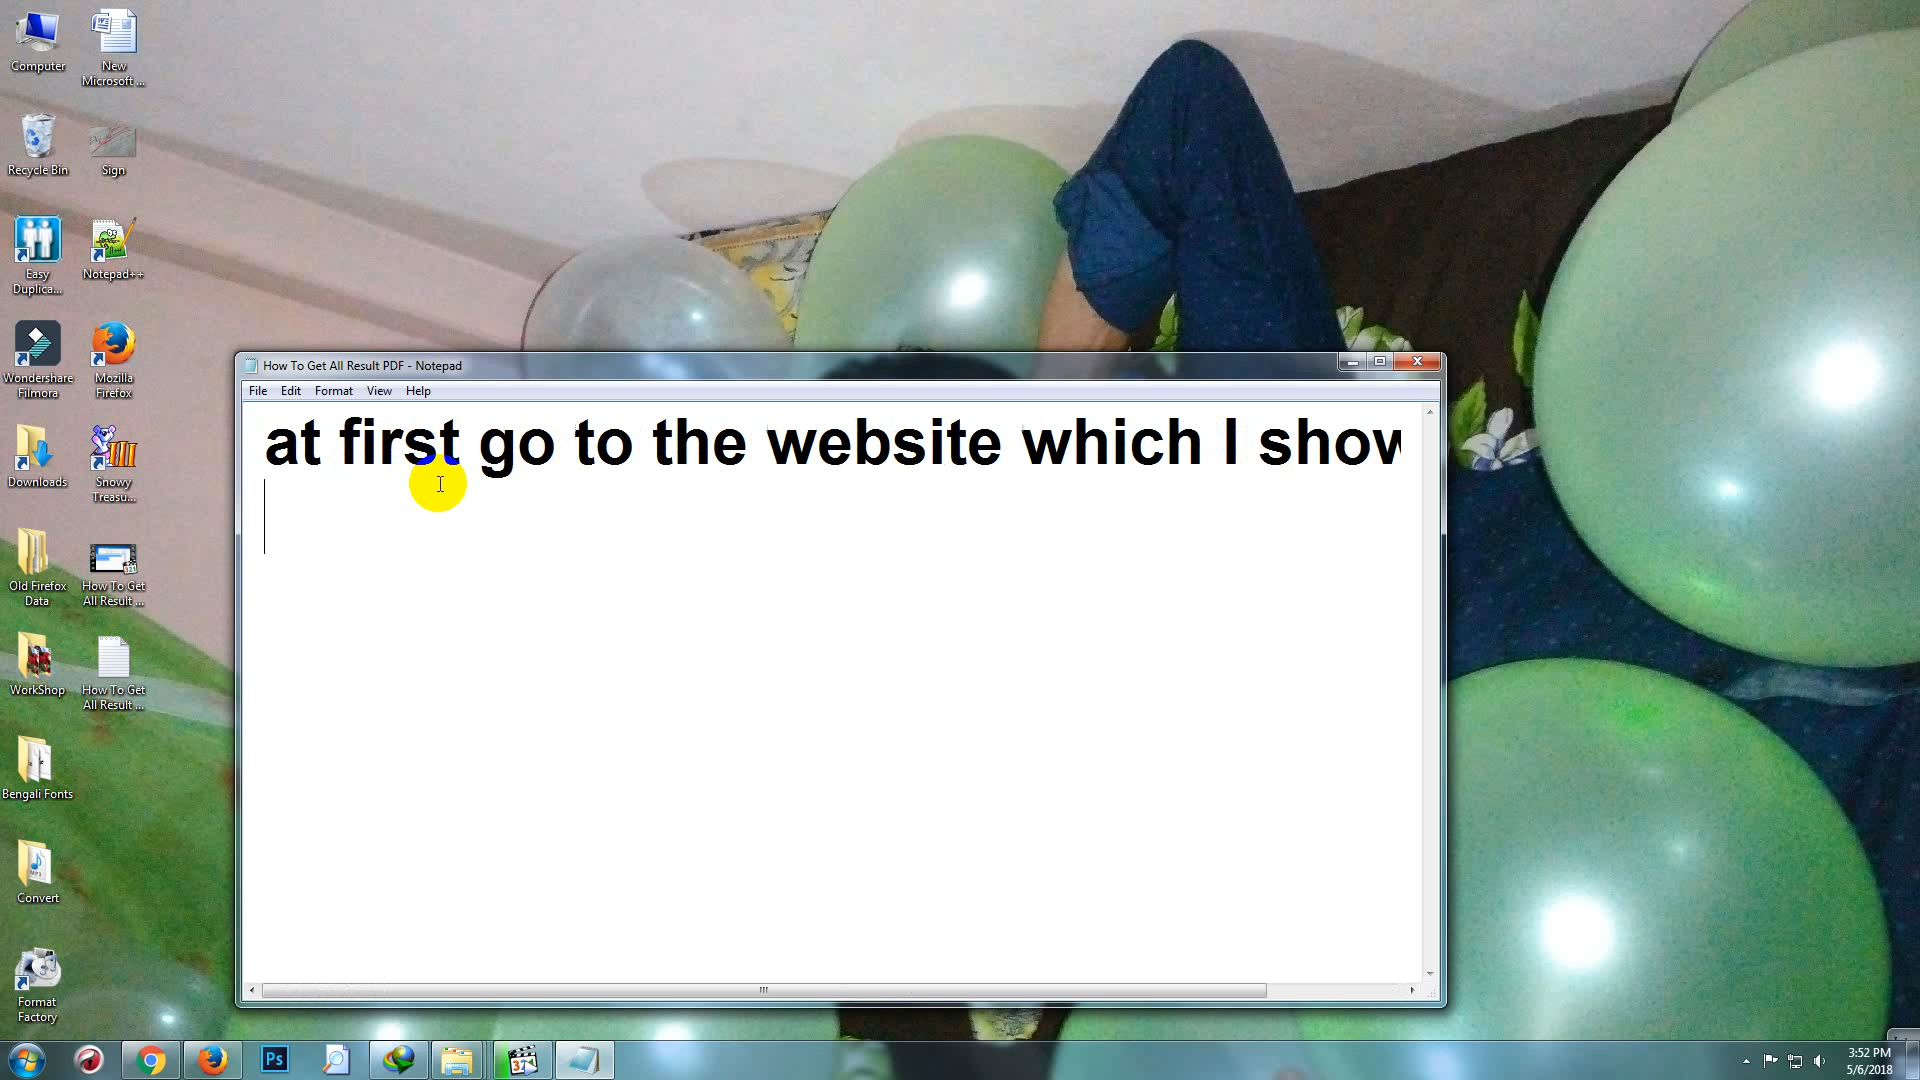 Computer
New
Microsoft ...
Recycle Bin
Sign
Easy
Duplica...
Notepad++
Wondershare
Filmora
Mozilla
Firefox
Downloads
Snowy
Treasu...
Old Firefox
Data
How To Get
All Result ...
WorkShop
How To Get
All Result ...
Bengali Fonts
Convert
Format
Factory
How To Get All Result PDF - Notepad
File Edit Format View Help
at first go to the website which I show
Ps
3:52 PM
5/6/2018